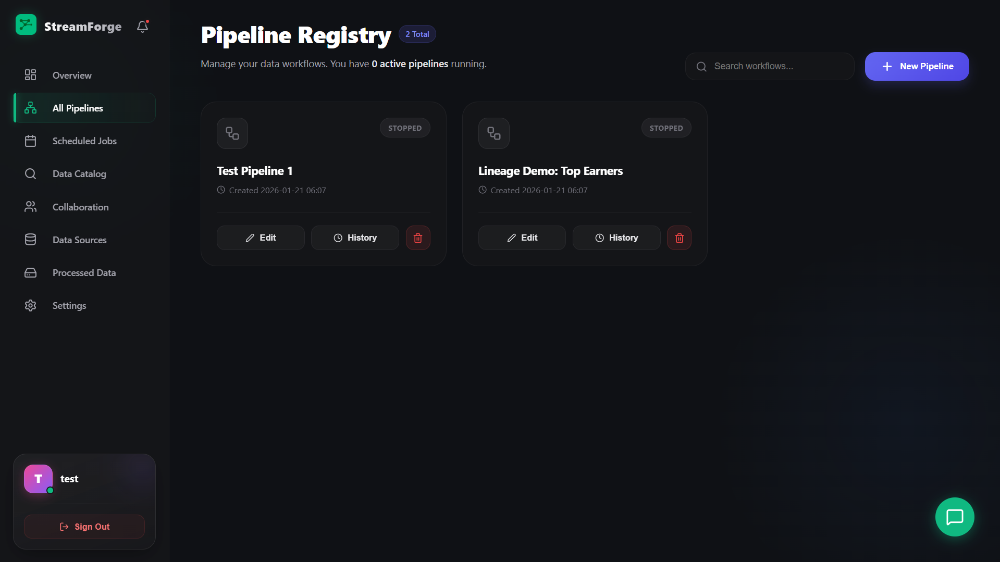 StreamForge
Overview
All Pipelines
Scheduled Jobs
Data Catalog
Collaboration
Data Sources
Processed Data
Settings
T
test
Sign Out
Pipeline Registry
2 Total
Manage your data workflows. You have 0 active pipelines running.
Search workflows...
New Pipeline
STOPPED
Test Pipeline 1
Created 2026-01-21 06:07
Edit
History
STOPPED
Lineage Demo: Top Earners
Created 2026-01-21 06:07
Edit
History